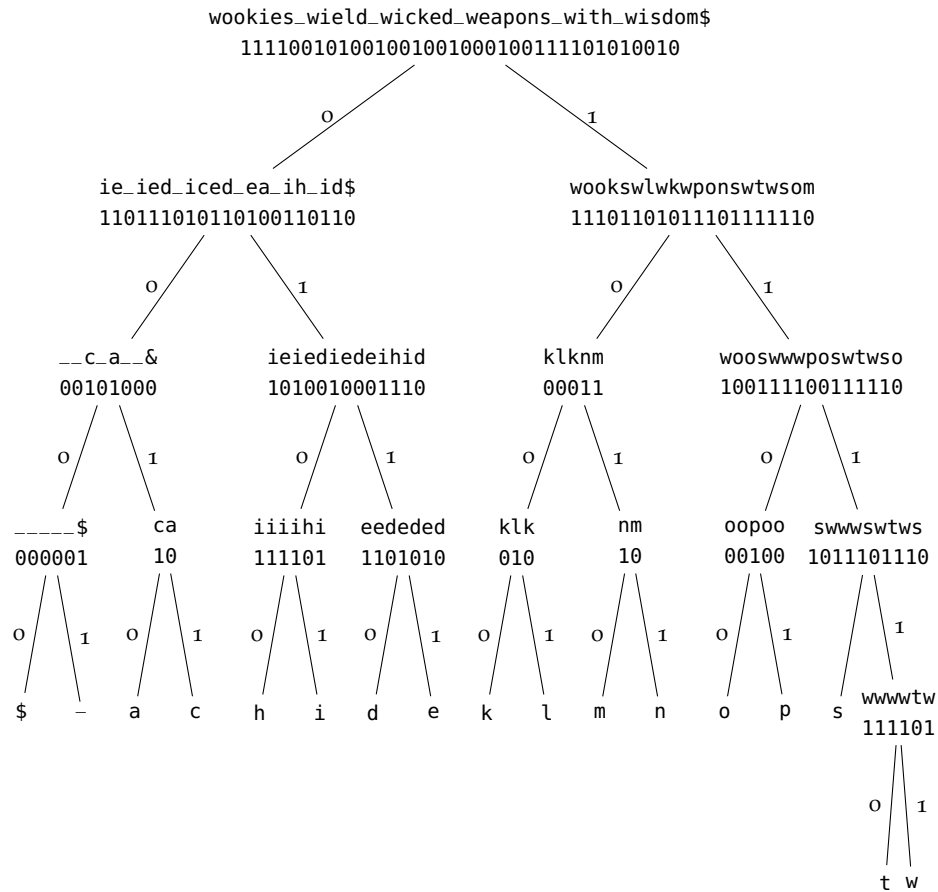 wookies_wield_wicked_weapons_with_wisdom$
111100101001001001000100111101010010
0 1
ie_ied_iced_ea_ih_id$ wookswlwkwponswtwsom
110111010110100110110 11101101011101111110
0 1 0 1
__c_a__& ieiediedeihid klknm wooswwwposwtwso
00101000 1010010001110 00011 100111100111110
0 1 0 1 0 1 0 1
_____$ ca iiiihi eededed klk nm oopoo swwwswtws
000001 10 111101 1101010 010 10 00100 1011101110
0 1 0 1 0 1 0 1 0 1 0 1 0 1 1
$ _ a c h i d e k l m n o p s wwwwtw
111101
0 1
t w